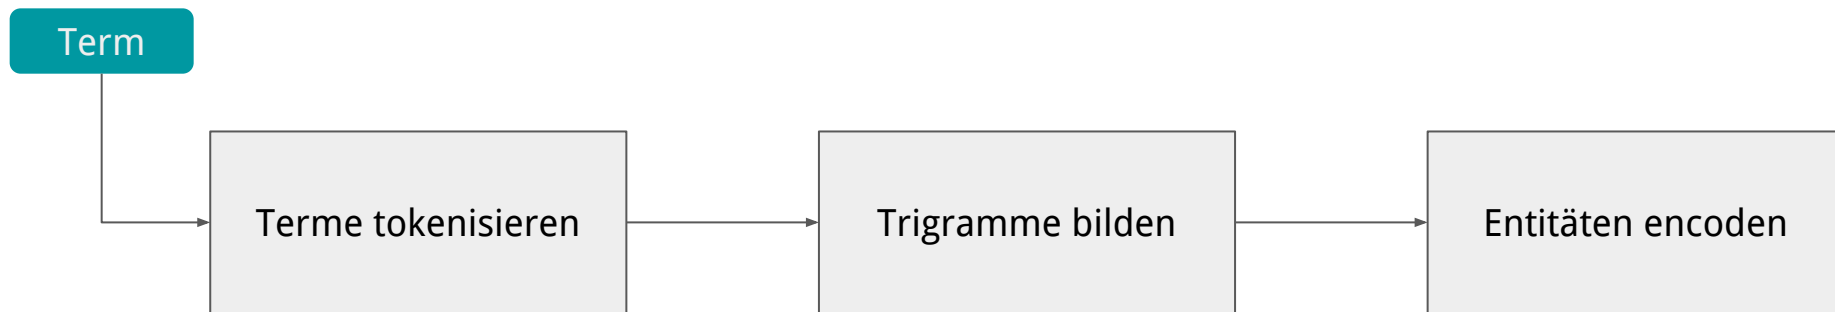 Term
Terme tokenisieren
Trigramme bilden
Entitäten encoden